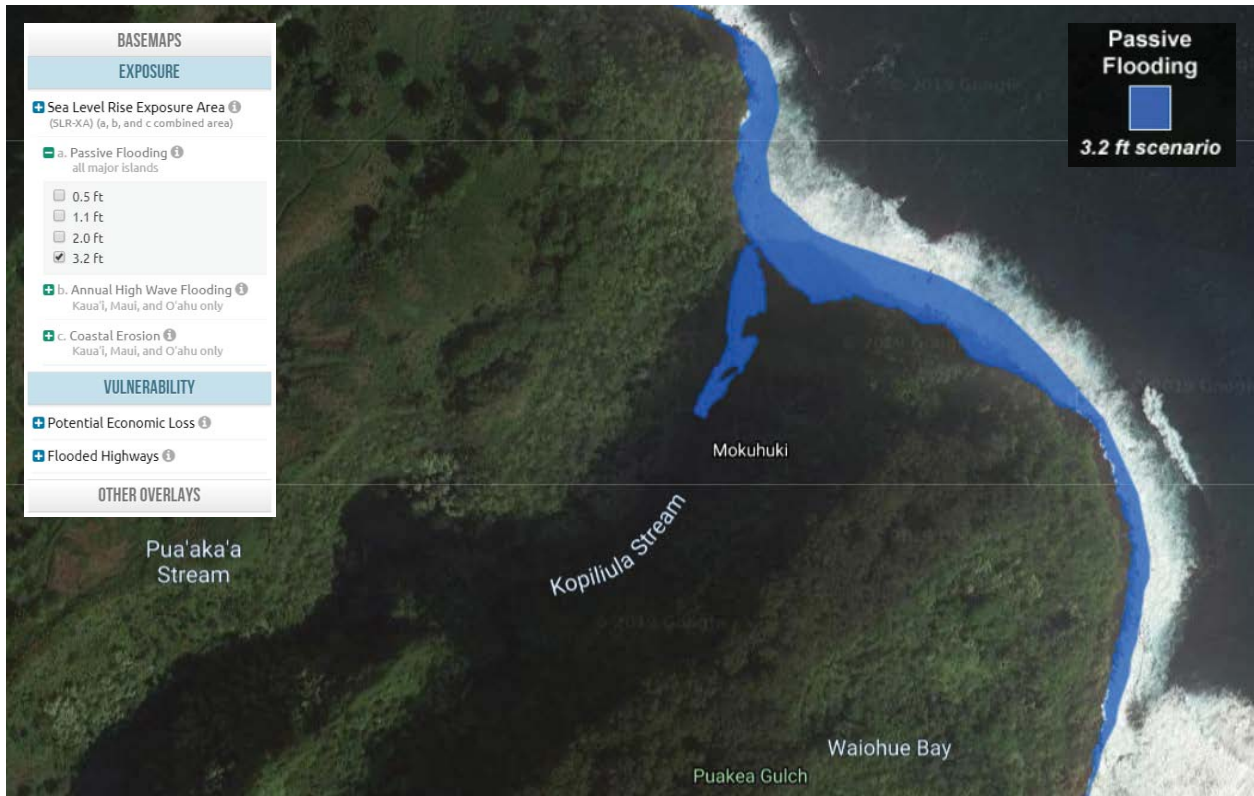 BASEMAPS
EXPOSURE
Sea Level Rise Exposure Area
(SLR-XA) (a, b, and c combined area)
a. Passive Flooding
all major islands
0.5 ft
1.1 ft
2.0 ft
3.2 ft
b. Annual High Wave Flooding
Kaua'i, Maui, and O'ahu only
c. Coastal Erosion
Kaua'i, Maui, and O'ahu only
VULNERABILITY
Potential Economic Loss
Flooded Highways
OTHER OVERLAYS
Passive
Flooding
3.2 ft scenario
Mokuhuki
Kopiliula Stream
Pua'aka'a
Stream
Waiohue Bay
Puakea Gulch
© 2019 Google